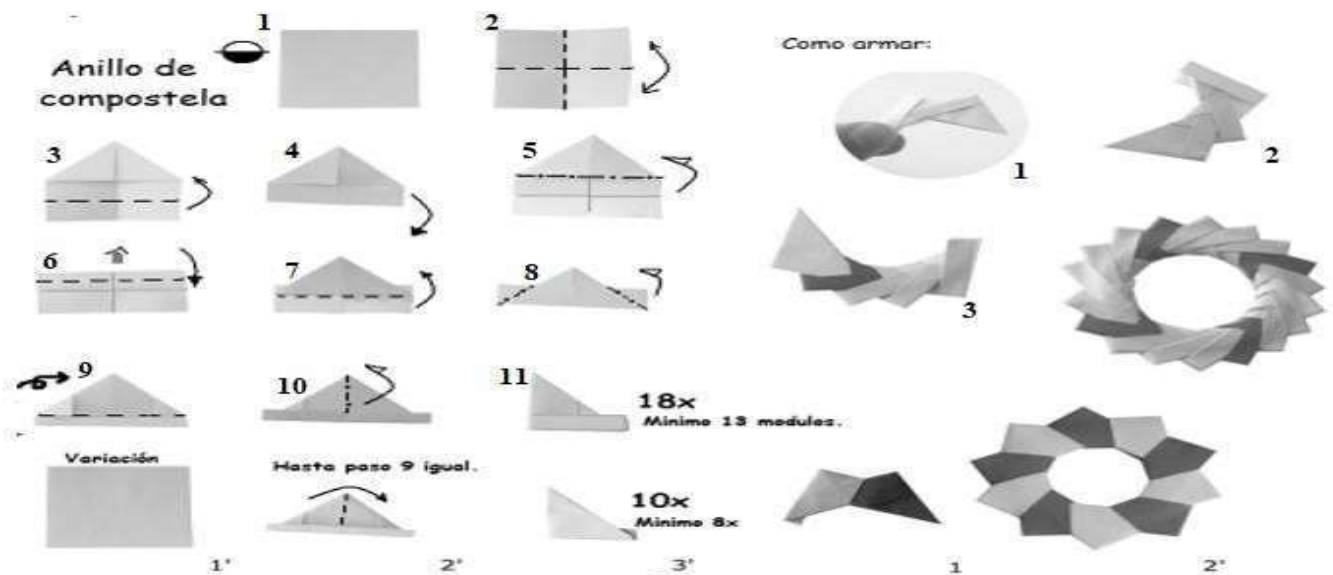 Anillo de
compostela
1
2
3
4
5
6
7
8
9
10
11
18x
Minimo 13 modulos.
Variación
Hasta paso 9 igual.
10x
Minimo 8x
1'
2'
3'
Como armar:
1
2
3
1
2'